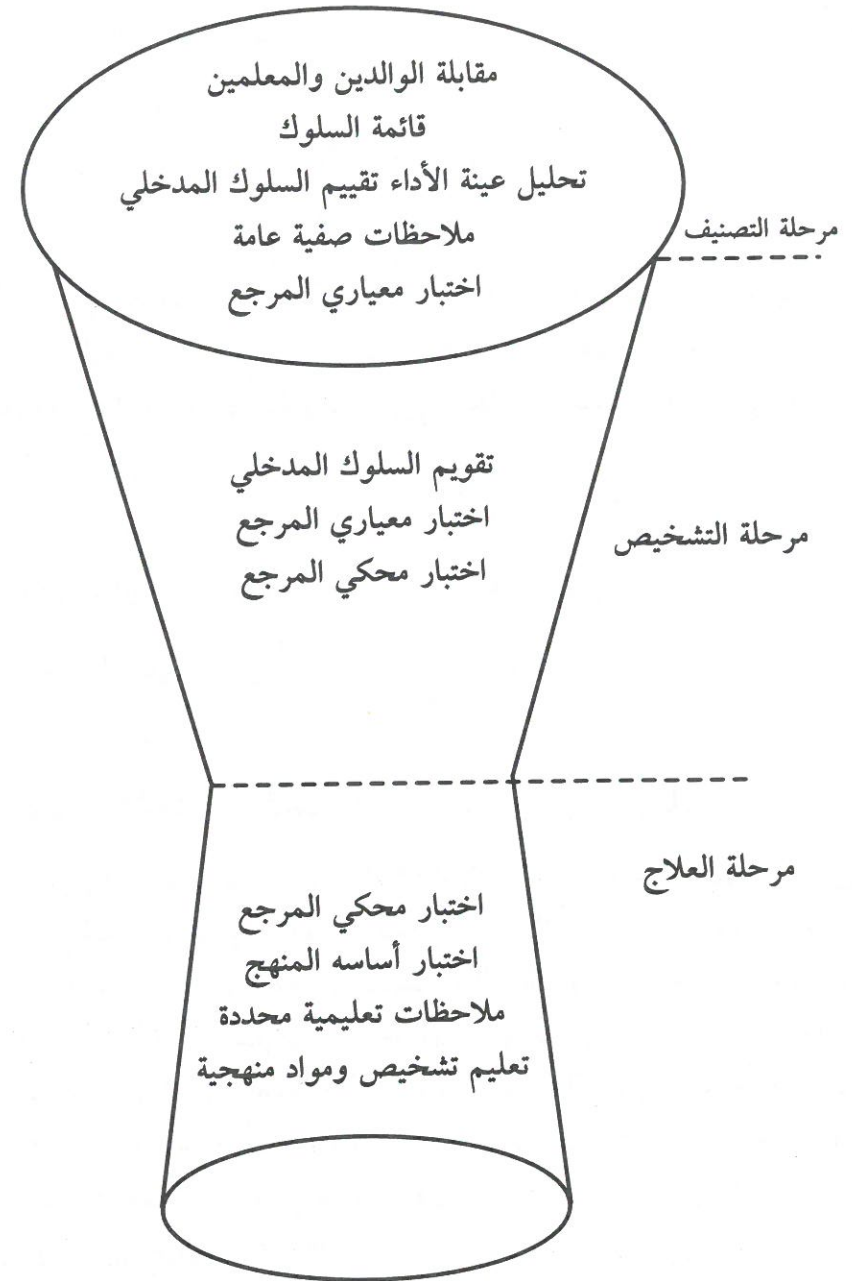 مقابلة الوالدين والمعلمين
قائمة السلوك
تحليل عينة الأداء تقييم السلوك المدخلي
ملاحظات صفية عامة
اختبار معياري المرجع
مرحلة التصنيف
تقويم السلوك المدخلي
اختبار معياري المرجع
اختبار محكي المرجع
مرحلة التشخيص
مرحلة العلاج
اختبار محكي المرجع
اختبار أساسه المنهج
ملاحظات تعليمية محددة
تعليم تشخيص ومواد منهجية